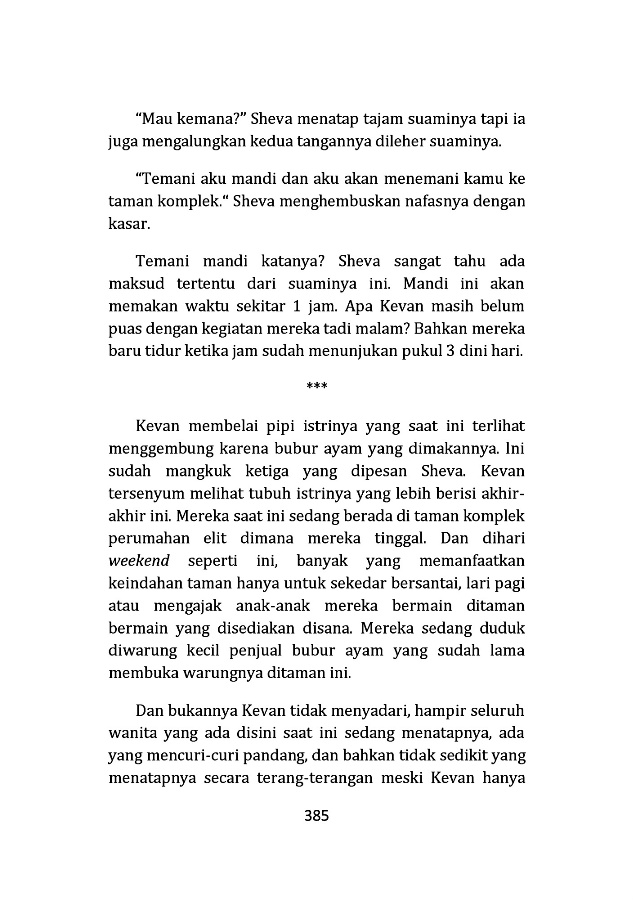 “Mau kemana?” Sheva menatap tajam suaminya tapi ia
juga mengalungkan kedua tangannya dileher suaminya.
“Temani aku mandi dan aku akan menemani kamu ke
taman komplek.“ Sheva menghembuskan nafasnya dengan
kasar.
Temani mandi katanya? Sheva sangat tahu ada
maksud tertentu dari suaminya ini. Mandi ini akan
memakan waktu sekitar 1 jam. Apa Kevan masih belum
puas dengan kegiatan mereka tadi malam? Bahkan mereka
baru tidur ketika jam sudah menunjukan pukul 3 dini hari.
***
Kevan membelai pipi istrinya yang saat ini terlihat
menggembung karena bubur ayam yang dimakannya. Ini
sudah mangkuk ketiga yang dipesan Sheva. Kevan
tersenyum melihat tubuh istrinya yang lebih berisi akhir-
akhir ini. Mereka saat ini sedang berada di taman komplek
perumahan elit dimana mereka tinggal. Dan dihari
weekend seperti ini, banyak yang memanfaatkan
keindahan taman hanya untuk sekedar bersantai, lari pagi
atau mengajak anak-anak mereka bermain ditaman
bermain yang disediakan disana. Mereka sedang duduk
diwarung kecil penjual bubur ayam yang sudah lama
membuka warungnya ditaman ini.
Dan bukannya Kevan tidak menyadari, hampir seluruh
wanita yang ada disini saat ini sedang menatapnya, ada
yang mencuri-curi pandang, dan bahkan tidak sedikit yang
menatapnya secara terang-terangan meski Kevan hanya
385